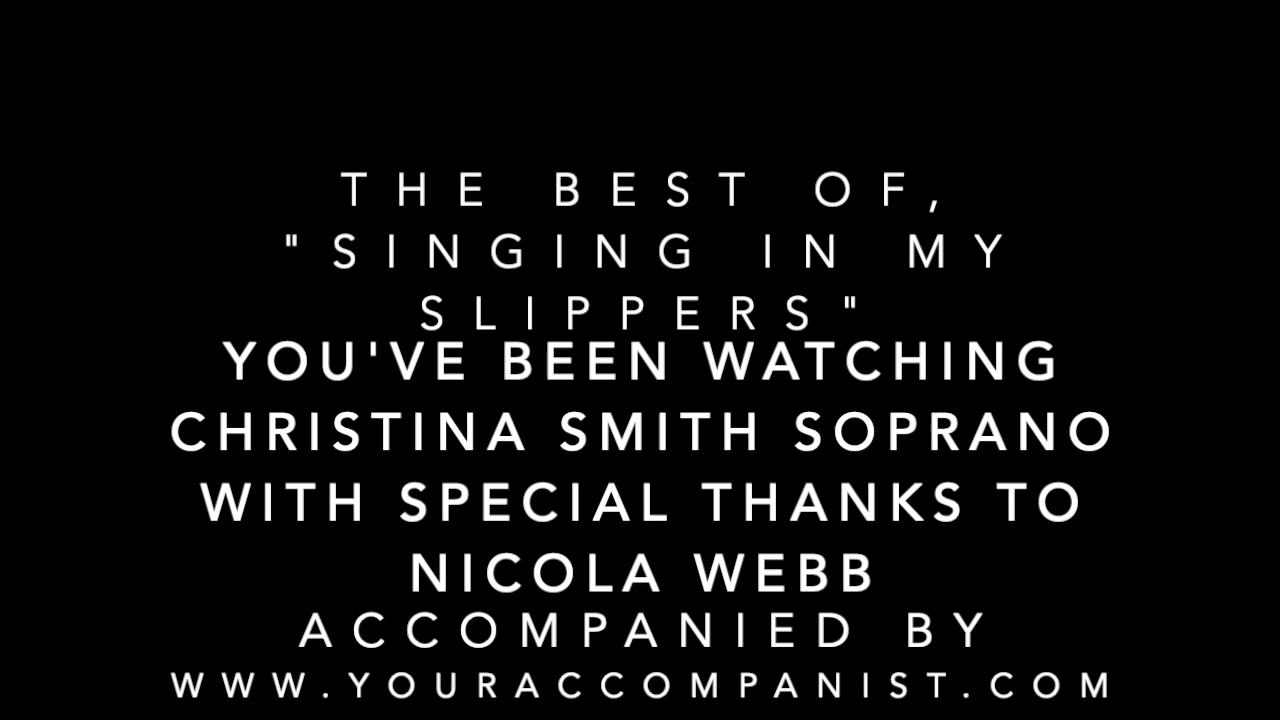 THE BEST OF,
"SINGING IN MY
SLIPPERS"
YOU'VE BEEN WATCHING
CHRISTINA SMITH SOPRANO
WITH SPECIAL THANKS TO
NICOLA WEBB
ACCOMPANIED BY
WWW.YOURACCOMPANIST.COM